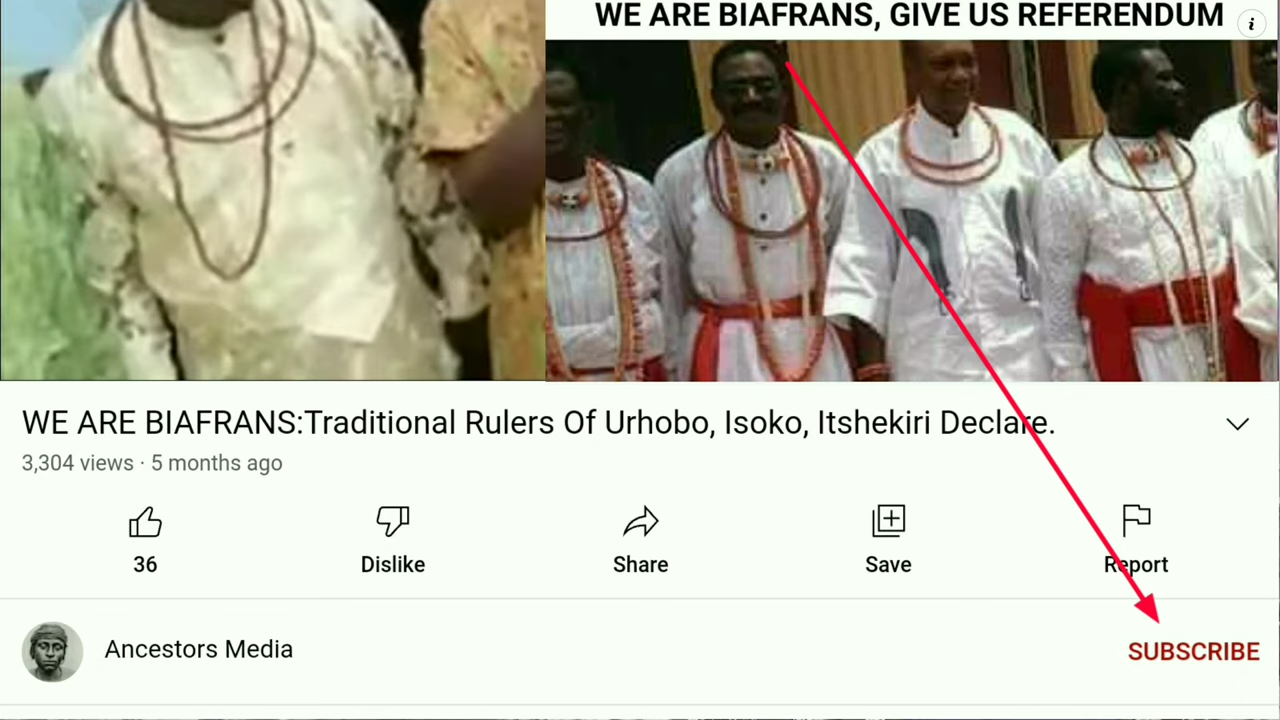 WE ARE BIAFRANS, GIVE US REFERENDUM
i
WE ARE BIAFRANS:Traditional Rulers Of Urhobo, Isoko, Itshekiri Declare.
3,304 views · 5 months ago
36
Dislike
Share
Save
Report
Ancestors Media
SUBSCRIBE